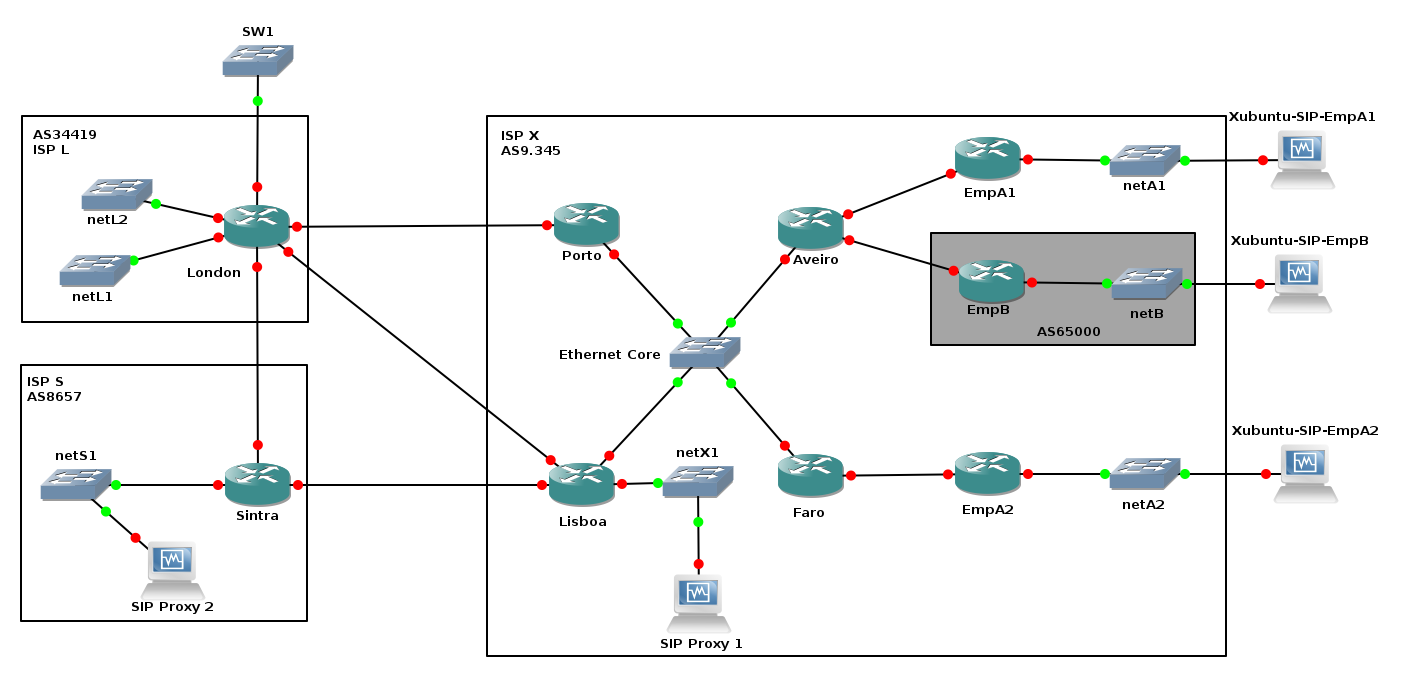 SW1
AS34419
ISP L
netL2
netL1
London
ISP S
AS8657
netS1
Sintra
SIP Proxy 2
ISP X
AS9.345
Porto
Aveiro
EmpA1
netA1
Xubuntu-SIP-EmpA1
Xubuntu-SIP-EmpB
EmpB
netB
AS65000
Ethernet Core
netX1
Lisboa
SIP Proxy 1
Faro
EmpA2
netA2
Xubuntu-SIP-EmpA2